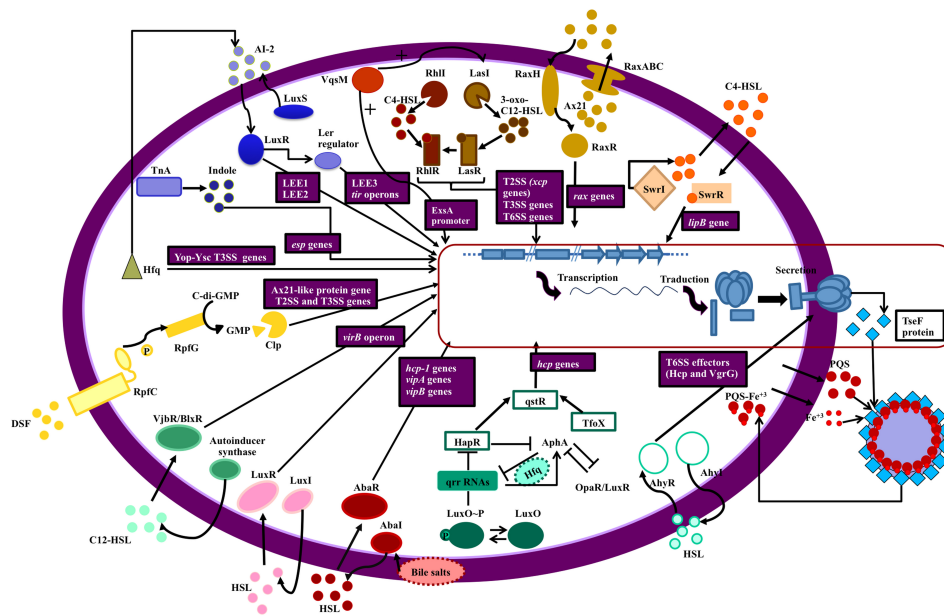 AI-2
LuxS
VqsM
+
+
RhlI
LasI
C4-HSL
3-oxo-
C12-HSL
RhlR
LasR
RaxH
RaxABC
Ax21
RaxR
C4-HSL
SwrI
SwrR
LuxR
Ler
regulator
TnA
Indole
LEE1
LEE2
LEE3
tir operons
ExsA
promoter
T2SS (xcp
genes)
T3SS genes
T6SS genes
rax genes
lipB gene
esp genes
Hfq
Yop-Ysc T3SS genes
Transcription
Traduction
Secretion
TseF
protein
C-di-GMP
Ax21-like protein gene
T2SS and T3SS genes
P
RpfG
GMP
Clp
RpfC
DSF
virB operon
hcp-1 genes
vipA genes
vipB genes
hcp genes
T6SS effectors
(Hcp and VgrG)
PQS
PQS-Fe+3
Fe+3
VjbR/BlxR
Autoinducer
synthase
C12-HSL
LuxR
LuxI
HSL
AbaR
AbaI
HSL
Bile salts
qstR
TfoX
HapR
AphA
Hfq
qrr RNAs
OpaR/LuxR
LuxO~P
LuxO
P
AhyR
AhyI
HSL